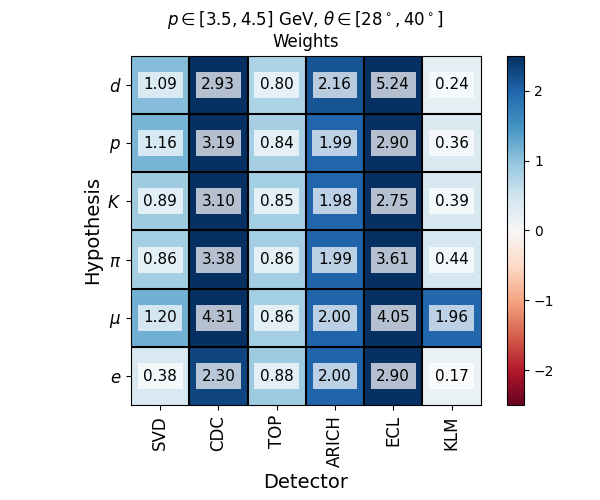 p ∈ [3.5, 4.5] GeV, θ ∈ [28°, 40°]
Weights
d 1.09 2.93 0.80 2.16 5.24 0.24
p 1.16 3.19 0.84 1.99 2.90 0.36
K 0.89 3.10 0.85 1.98 2.75 0.39
π 0.86 3.38 0.86 1.99 3.61 0.44
μ 1.20 4.31 0.86 2.00 4.05 1.96
e 0.38 2.30 0.88 2.00 2.90 0.17
SVD CDC TOP ARICH ECL KLM
Detector
Hypothesis
2
1
0
−1
−2